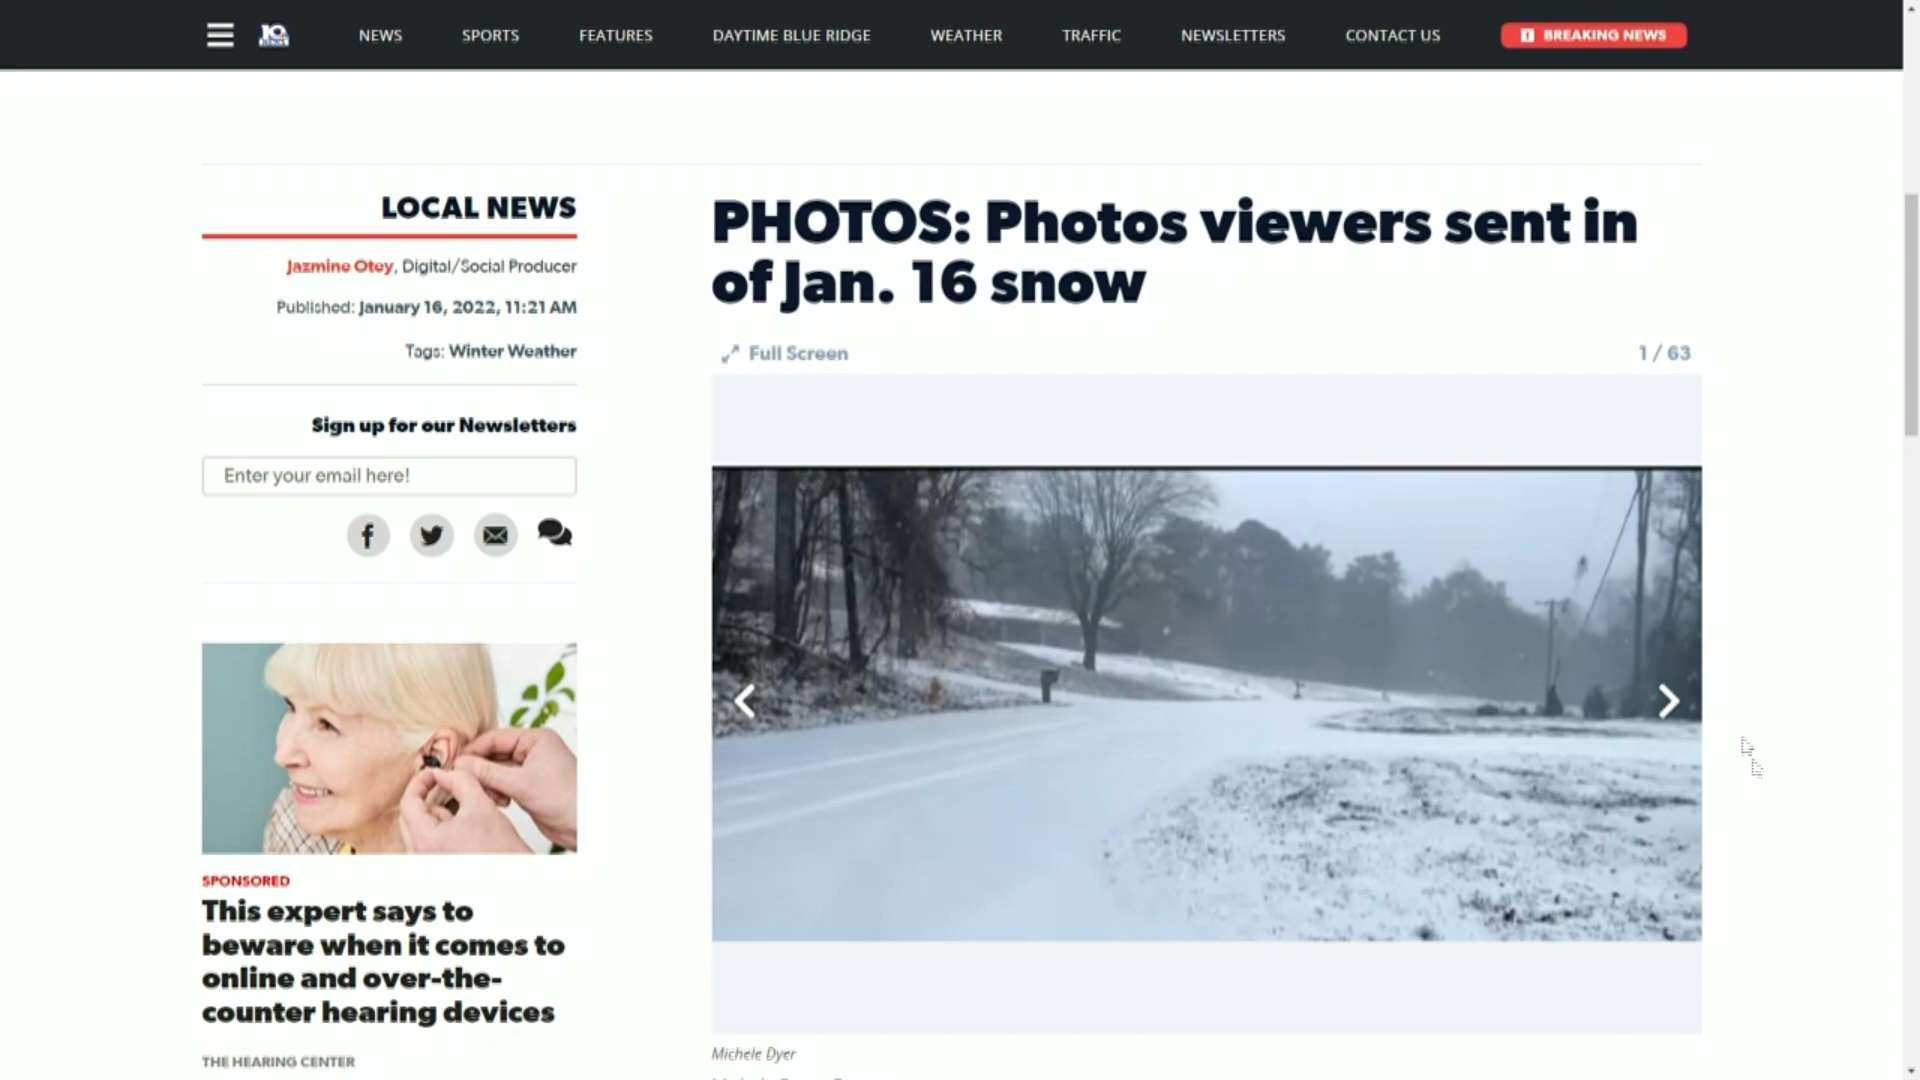 10
NEWS
NEWS
SPORTS
FEATURES
DAYTIME BLUE RIDGE
WEATHER
TRAFFIC
NEWSLETTERS
CONTACT US
BREAKING NEWS
LOCAL NEWS
Jazmine Otey, Digital/Social Producer
Published: January 16, 2022, 11:21 AM
Tags: Winter Weather
Sign up for our Newsletters
Enter your email here!
SPONSORED
This expert says to
beware when it comes to
online and over-the-
counter hearing devices
THE HEARING CENTER
PHOTOS: Photos viewers sent in
of Jan. 16 snow
Full Screen
1 / 63
Michele Dyer